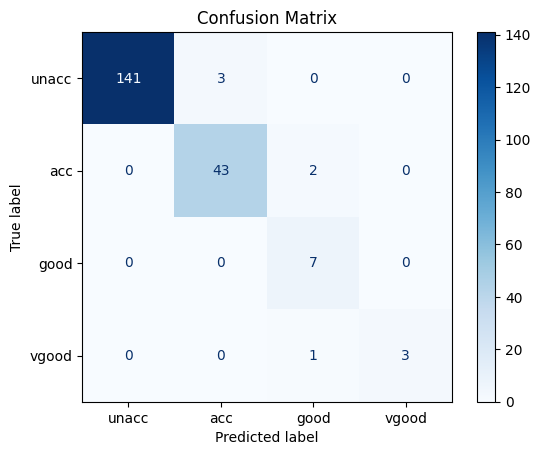 Confusion Matrix
True label
unacc 141 3 0 0
acc 0 43 2 0
good 0 0 7 0
vgood 0 0 1 3
unacc acc good vgood
Predicted label
140
120
100
80
60
40
20
0